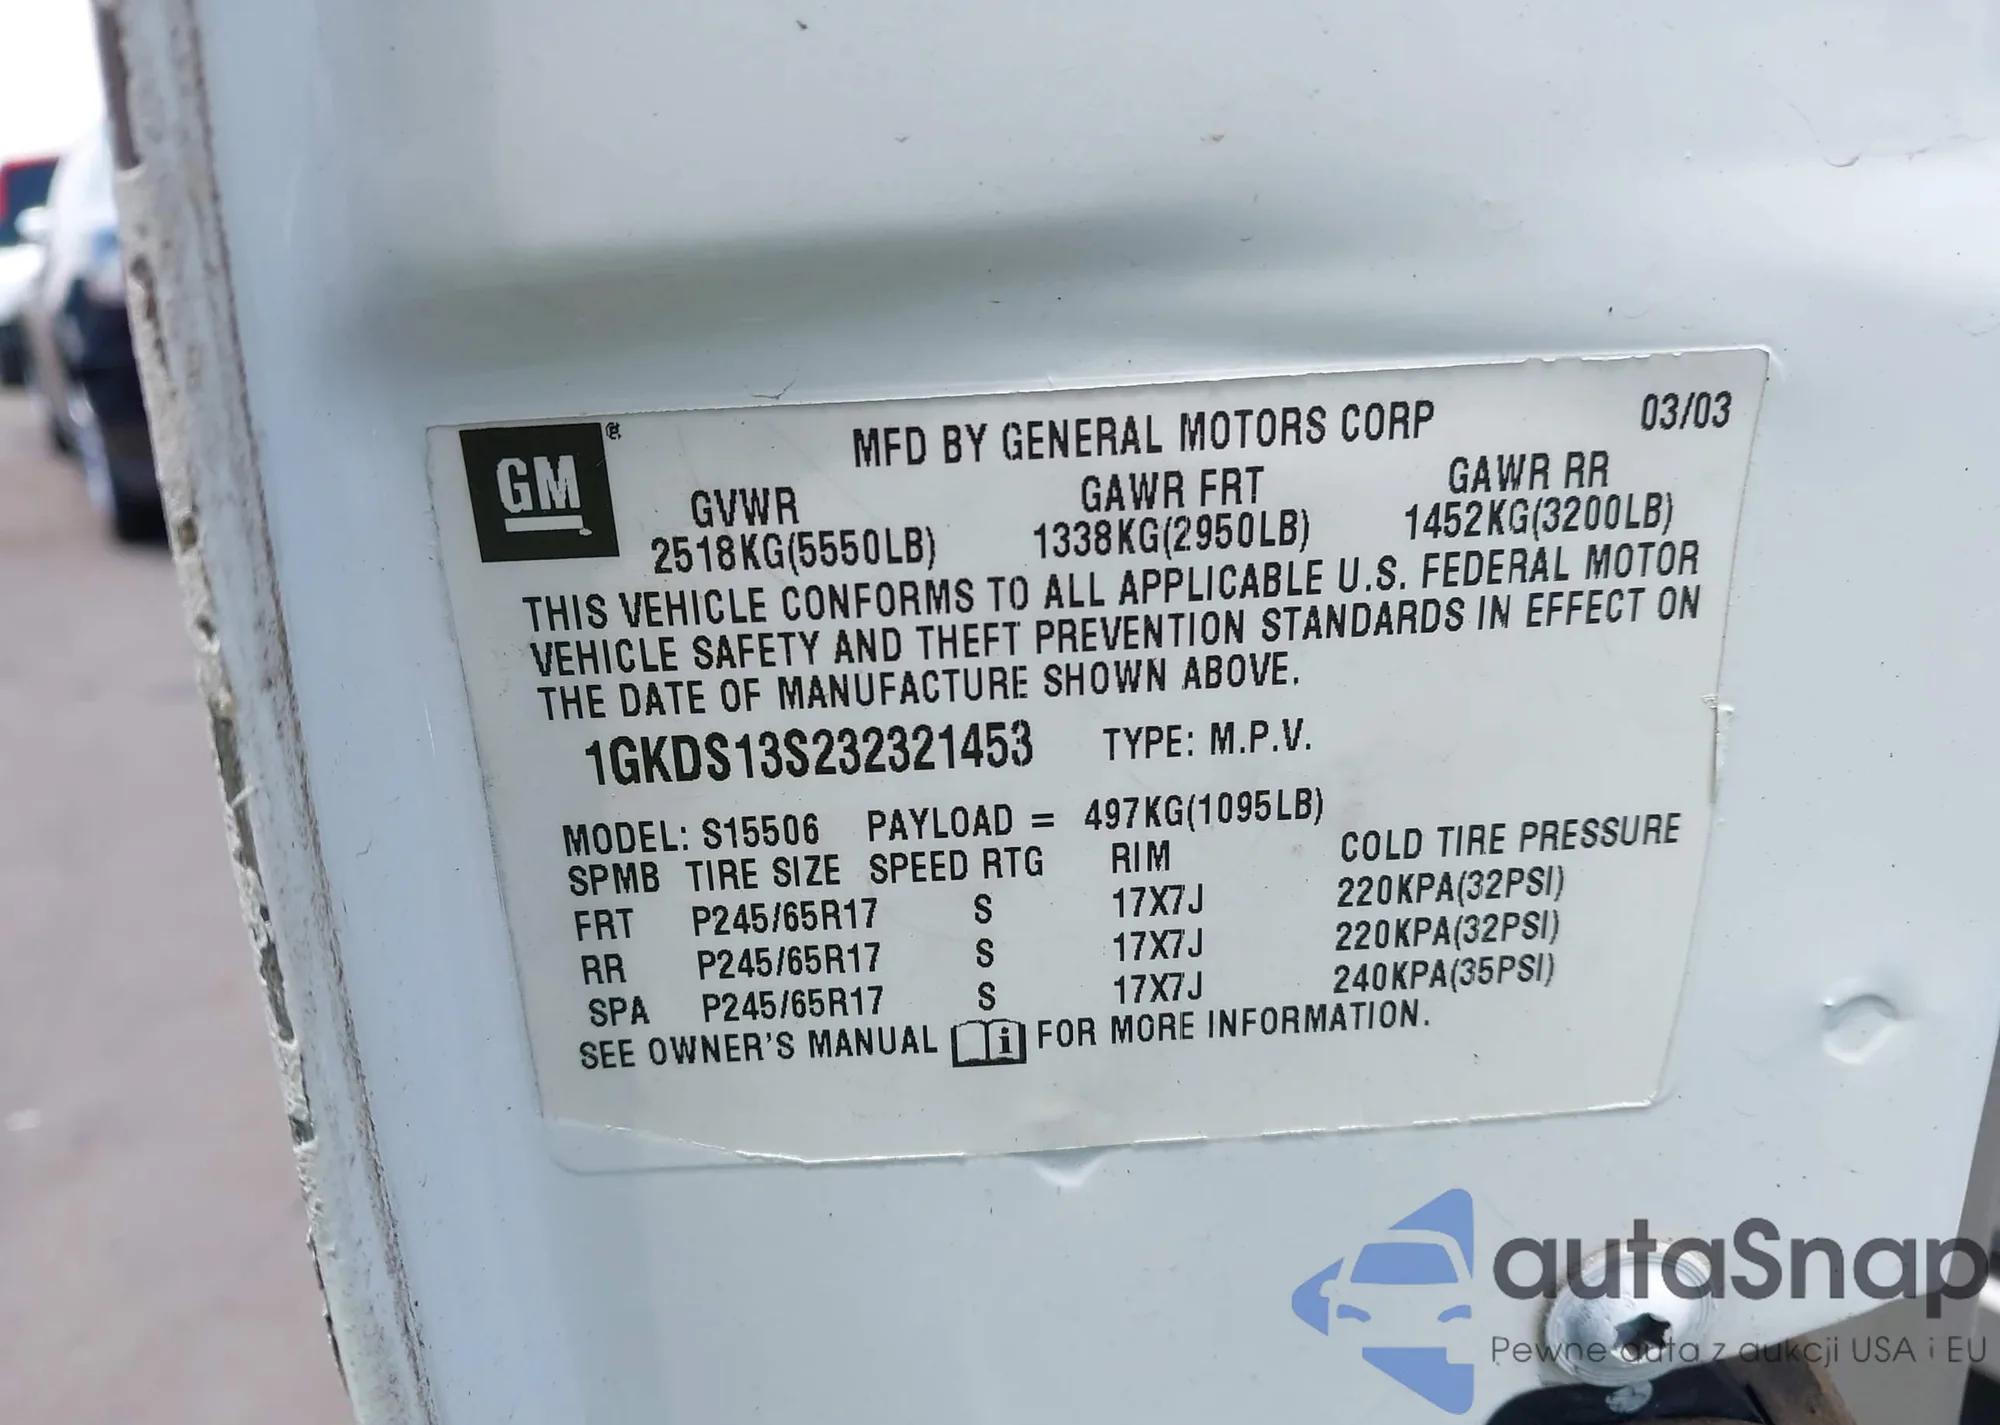 MFD BY GENERAL MOTORS CORP 03/03
GM ®
GVWR GAWR FRT GAWR RR
2518KG(5550LB) 1338KG(2950LB) 1452KG(3200LB)
THIS VEHICLE CONFORMS TO ALL APPLICABLE U.S. FEDERAL MOTOR
VEHICLE SAFETY AND THEFT PREVENTION STANDARDS IN EFFECT ON
THE DATE OF MANUFACTURE SHOWN ABOVE.
1GKDS13S232321453 TYPE: M.P.V.
MODEL: S15506 PAYLOAD = 497KG(1095LB)
SPMB TIRE SIZE SPEED RTG RIM COLD TIRE PRESSURE
FRT P245/65R17 S 17X7J 220KPA(32PSI)
RR P245/65R17 S 17X7J 220KPA(32PSI)
SPA P245/65R17 S 17X7J 240KPA(35PSI)
SEE OWNER'S MANUAL i FOR MORE INFORMATION.
autaSnap
Pewne auta z aukcji USA i EU